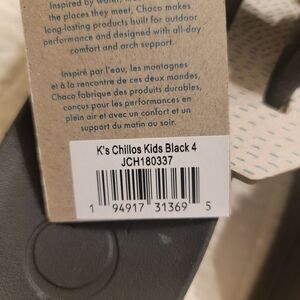 Inspired by water,
the places they meet, Chaco makes
long-lasting products built for outdoor
performance and designed with all-day
comfort and arch support.
Inspiré par l'eau, les montagnes
et à la rencontre de ces deux mondes,
Chaco fabrique des produits durables,
conçus pour les performances en
plein air et avec un confort et un
support du matin au soir.
K's Chillos Kids Black 4
JCH180337
1 94917 31369 5